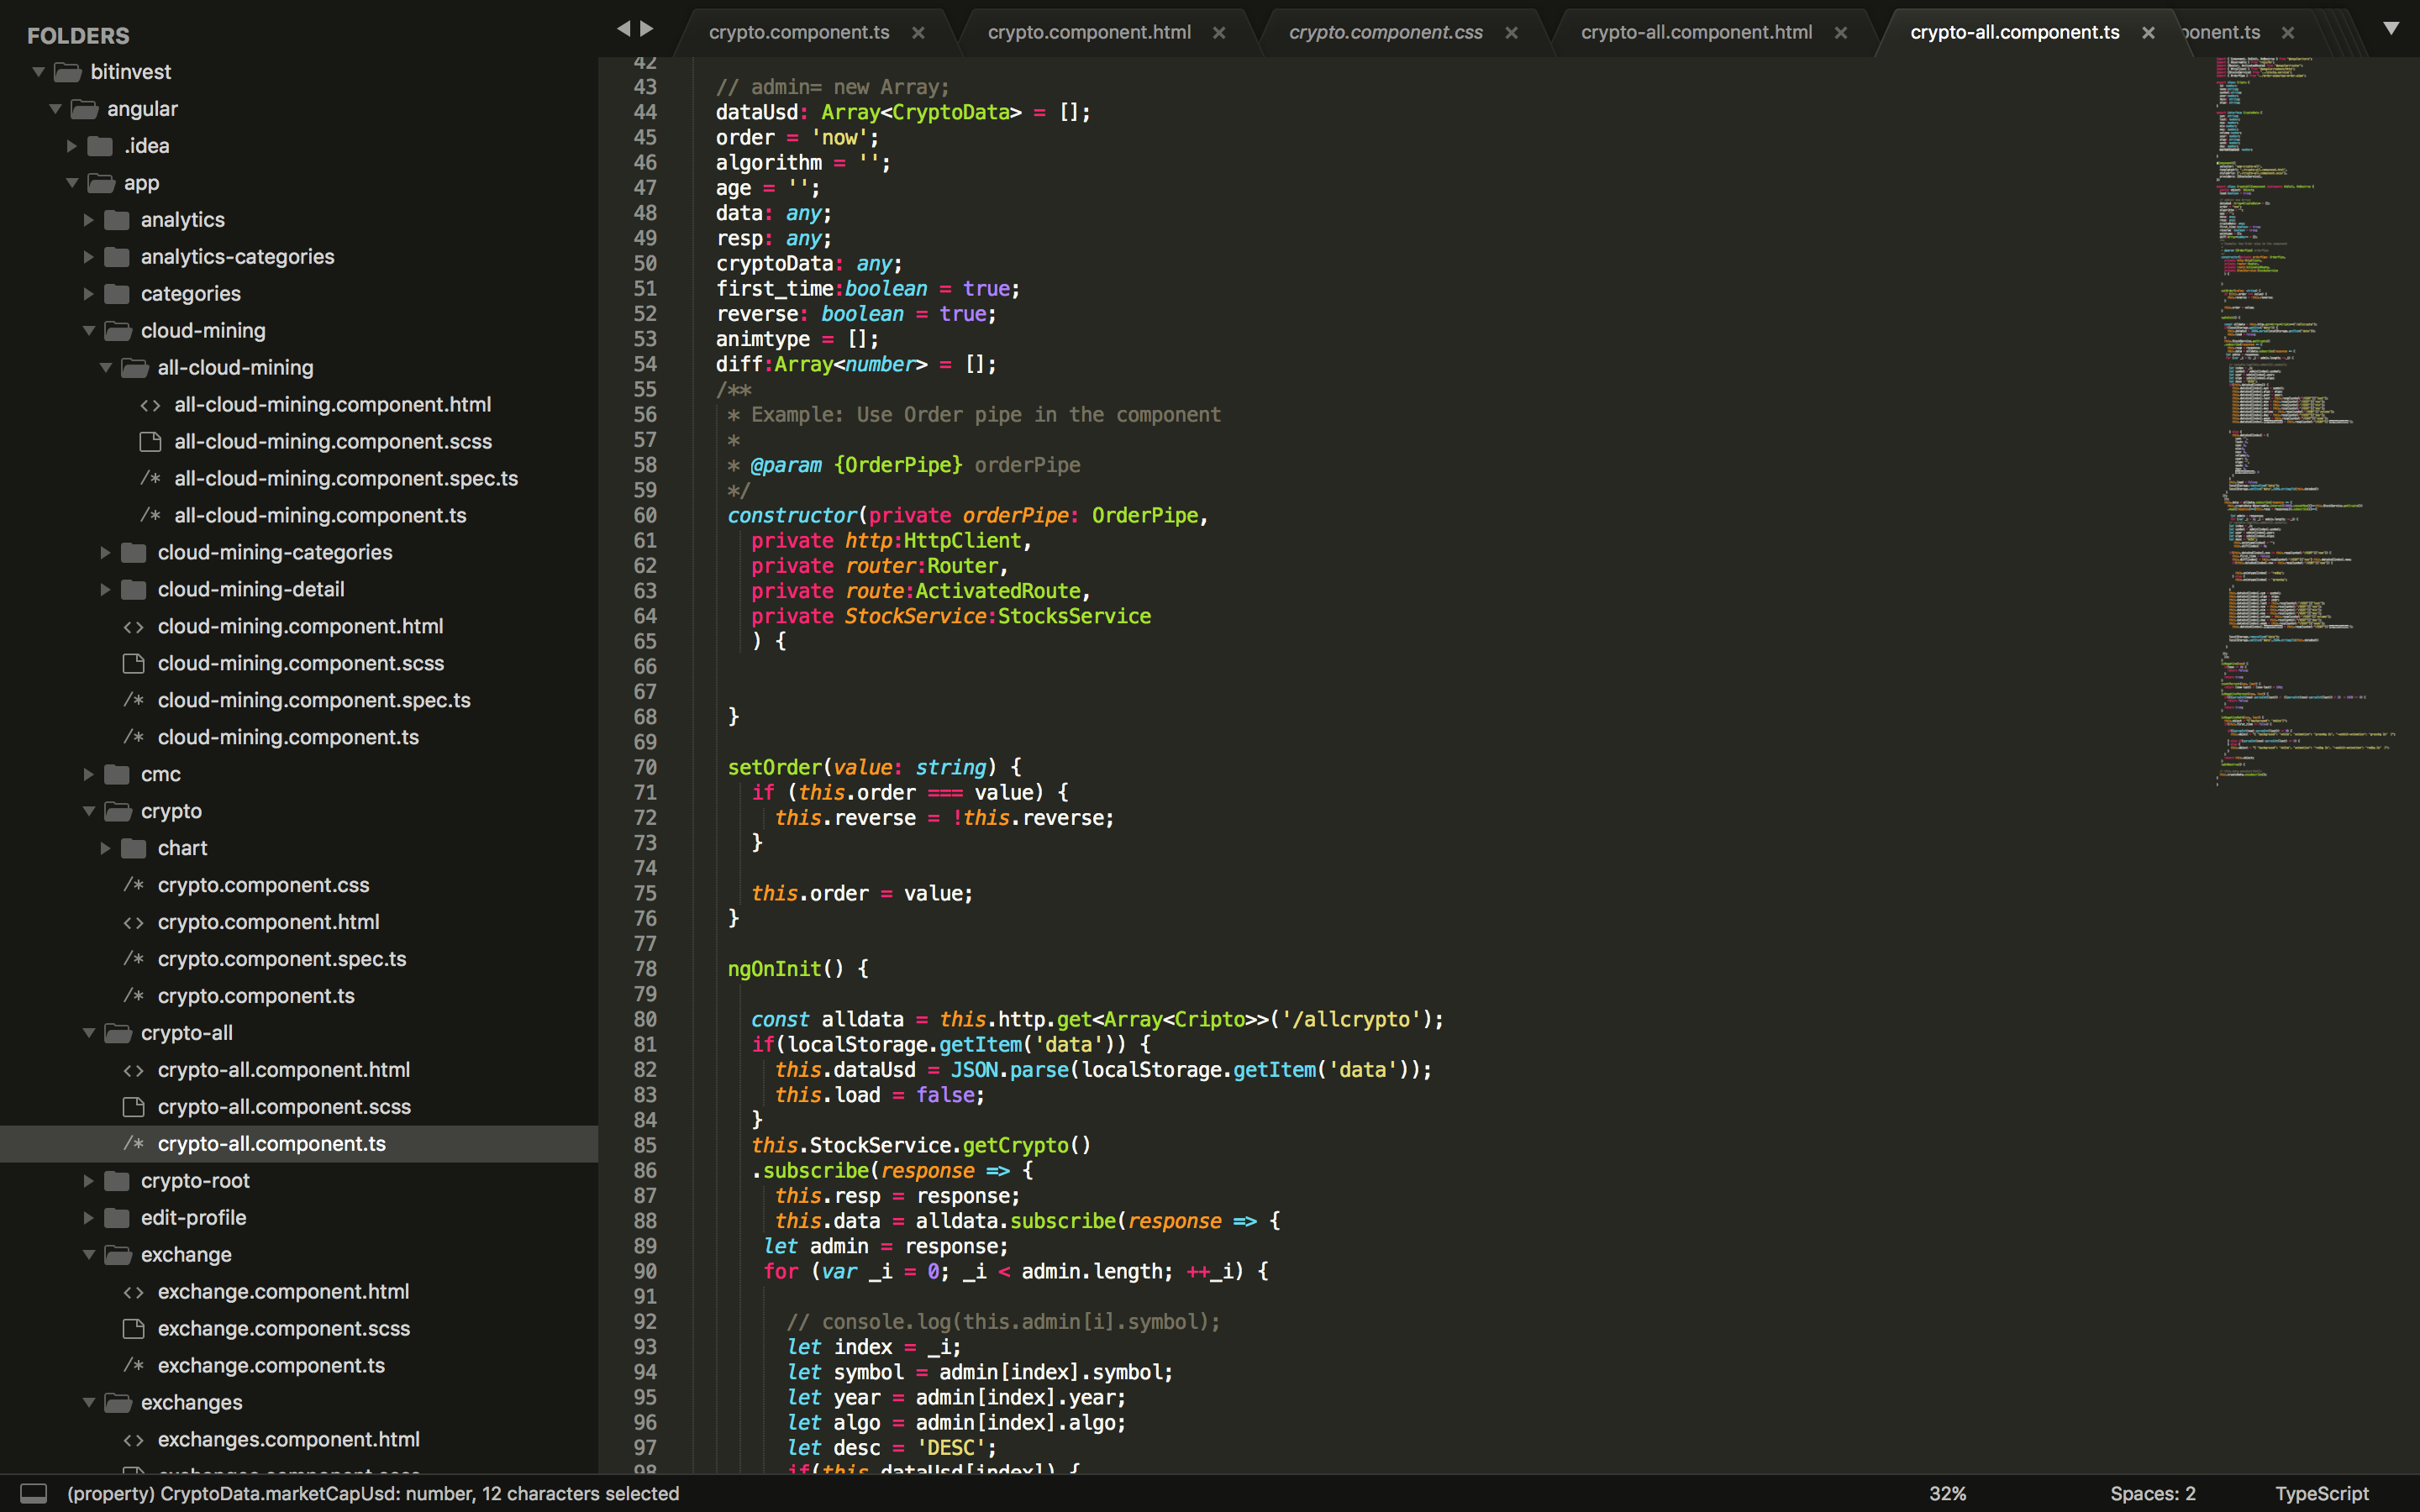 FOLDERS
bitinvest
angular
.idea
app
analytics
analytics-categories
categories
cloud-mining
all-cloud-mining
all-cloud-mining.component.html
all-cloud-mining.component.scss
all-cloud-mining.component.spec.ts
all-cloud-mining.component.ts
cloud-mining-categories
cloud-mining-detail
cloud-mining.component.html
cloud-mining.component.scss
cloud-mining.component.spec.ts
cloud-mining.component.ts
cmc
crypto
chart
crypto.component.css
crypto.component.html
crypto.component.spec.ts
crypto.component.ts
crypto-all
crypto-all.component.html
crypto-all.component.scss
crypto-all.component.ts
crypto-root
edit-profile
exchange
exchange.component.html
exchange.component.scss
exchange.component.ts
exchanges
exchanges.component.html
crypto.component.ts × crypto.component.html × crypto.component.css × crypto-all.component.html × crypto-all.component.ts × ponent.ts ×
42
43 // admin= new Array;
44 dataUsd: Array<CryptoData> = [];
45 order = 'now';
46 algorithm = '';
47 age = '';
48 data: any;
49 resp: any;
50 cryptoData: any;
51 first_time:boolean = true;
52 reverse: boolean = true;
53 animtype = [];
54 diff:Array<number> = [];
55 /**
56 * Example: Use Order pipe in the component
57 *
58 * @param {OrderPipe} orderPipe
59 */
60 constructor(private orderPipe: OrderPipe,
61 private http:HttpClient,
62 private router:Router,
63 private route:ActivatedRoute,
64 private StockService:StocksService
65 ) {
66
67
68 }
69
70 setOrder(value: string) {
71 if (this.order === value) {
72 this.reverse = !this.reverse;
73 }
74
75 this.order = value;
76 }
77
78 ngOnInit() {
79
80 const alldata = this.http.get<Array<Cripto>>('/allcrypto');
81 if(localStorage.getItem('data')) {
82 this.dataUsd = JSON.parse(localStorage.getItem('data'));
83 this.load = false;
84 }
85 this.StockService.getCrypto()
86 .subscribe(response => {
87 this.resp = response;
88 this.data = alldata.subscribe(response => {
89 let admin = response;
90 for (var _i = 0; _i < admin.length; ++_i) {
91
92 // console.log(this.admin[i].symbol);
93 let index = _i;
94 let symbol = admin[index].symbol;
95 let year = admin[index].year;
96 let algo = admin[index].algo;
97 let desc = 'DESC';
98 if(this.dataUsd[index]) {
(property) CryptoData.marketCapUsd: number, 12 characters selected
32%
Spaces: 2
TypeScript